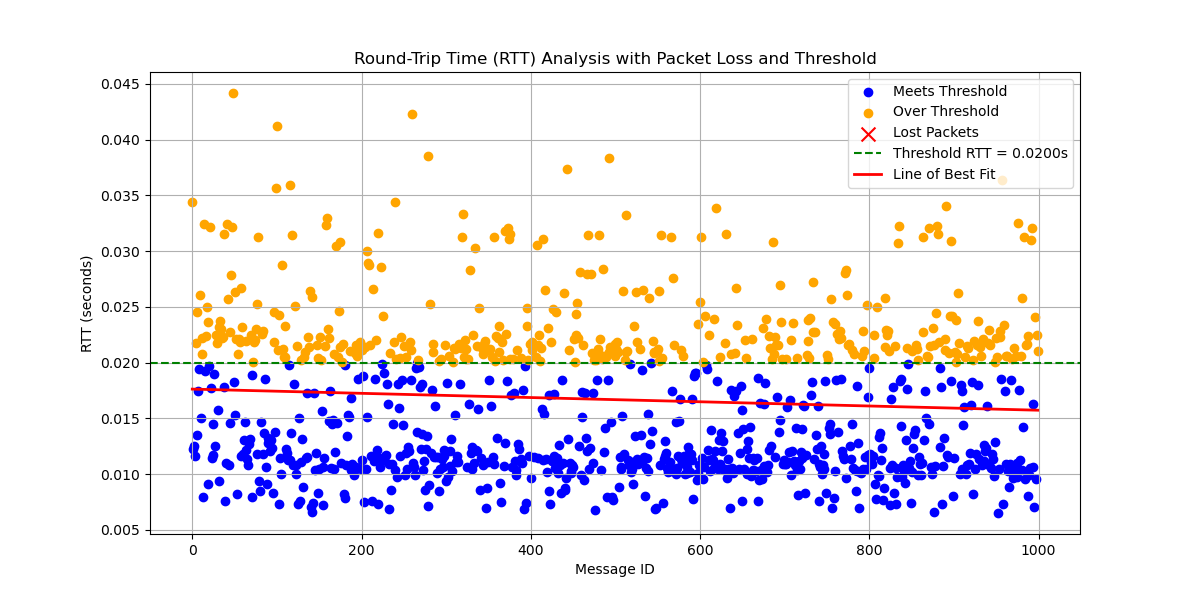 Round-Trip Time (RTT) Analysis with Packet Loss and Threshold
0.045
0.040
0.035
0.030
0.025
0.020
0.015
0.010
0.005
RTT (seconds)
Meets Threshold
Over Threshold
Lost Packets
Threshold RTT = 0.0200s
Line of Best Fit
0 200 400 600 800 1000
Message ID